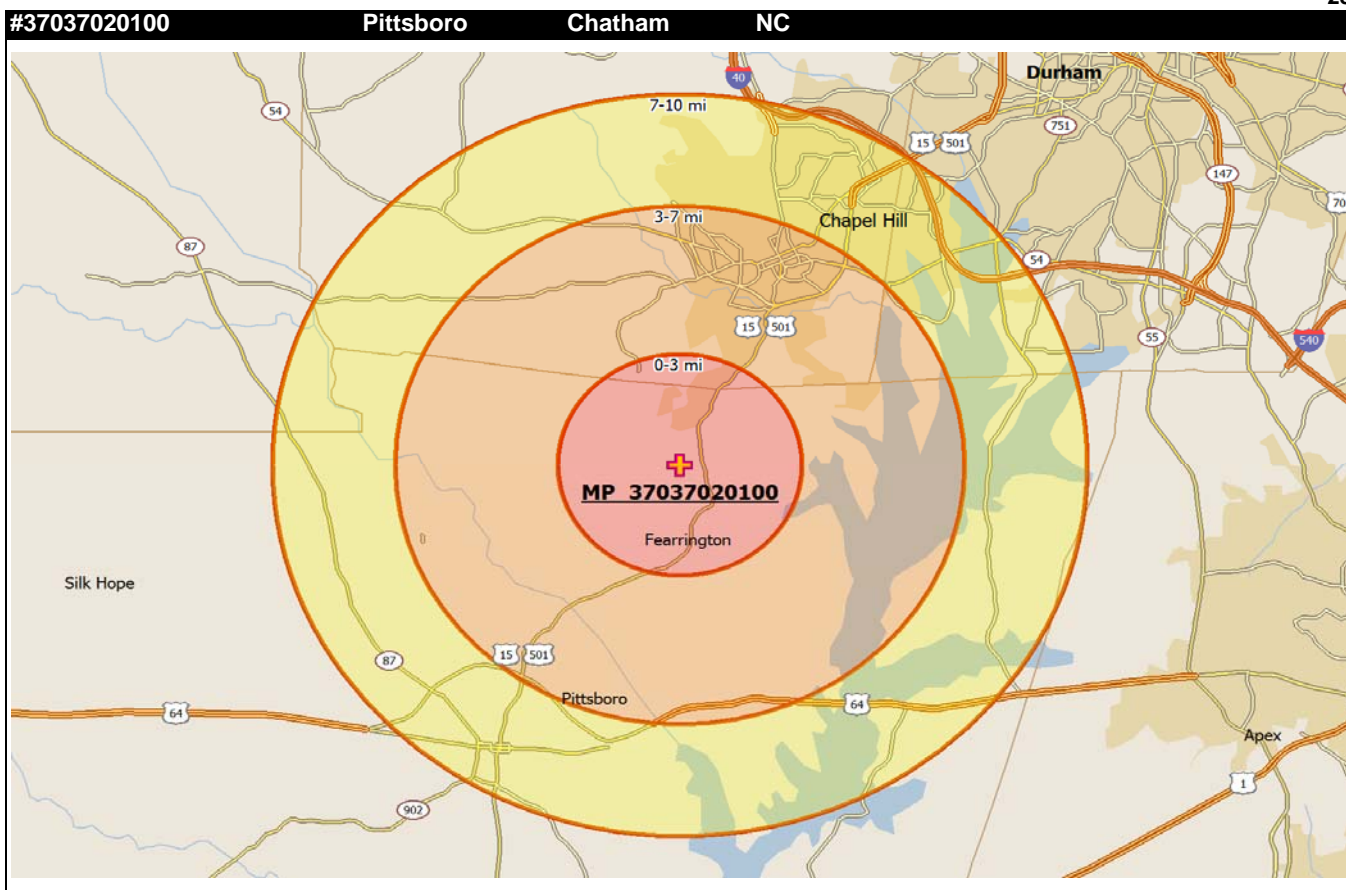 #37037020100 Pittsboro Chatham NC
40
Durham
7-10 mi
54
751
15 501
147
70
3-7 mi
Chapel Hill
87
54
15 501
55
540
0-3 mi
MP 37037020100
Fearrington
Silk Hope
87
15 501
Pittsboro
64
64
Apex
1
902